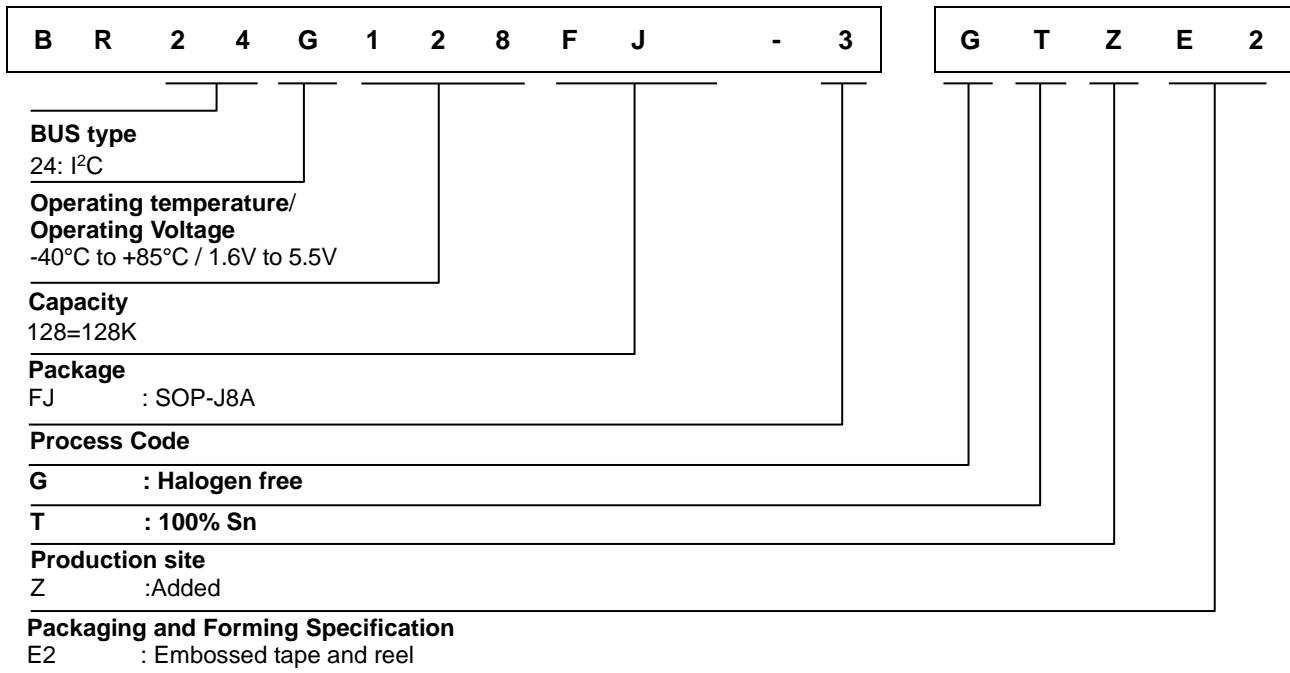 B R 2 4 G 1 2 8 F J - 3 G T Z E 2
BUS type
24: I²C
Operating temperature/
Operating Voltage
-40°C to +85°C / 1.6V to 5.5V
Capacity
128=128K
Package
FJ : SOP-J8A
Process Code
G : Halogen free
T : 100% Sn
Production site
Z :Added
Packaging and Forming Specification
E2 : Embossed tape and reel